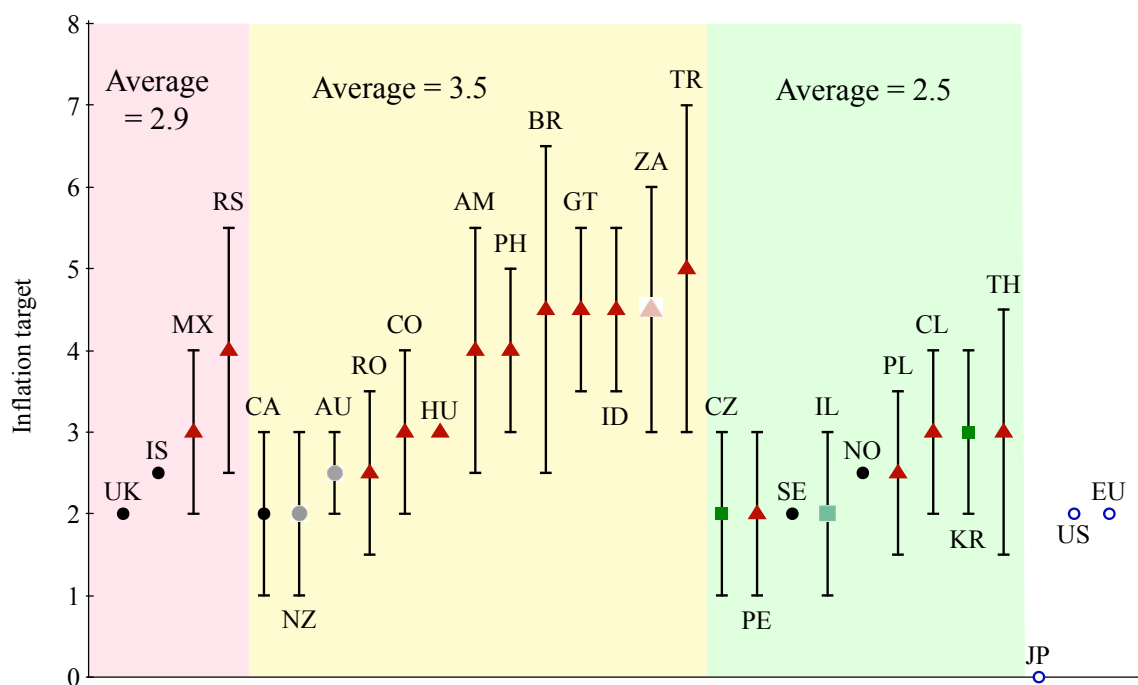 8
7
6
5
4
3
2
1
0
Inflation target
Average
= 2.9
Average = 3.5
Average = 2.5
UK
IS
MX
RS
CA
NZ
AU
RO
CO
HU
AM
PH
BR
GT
ID
ZA
TR
CZ
PE
SE
IL
NO
PL
CL
KR
TH
JP
US
EU